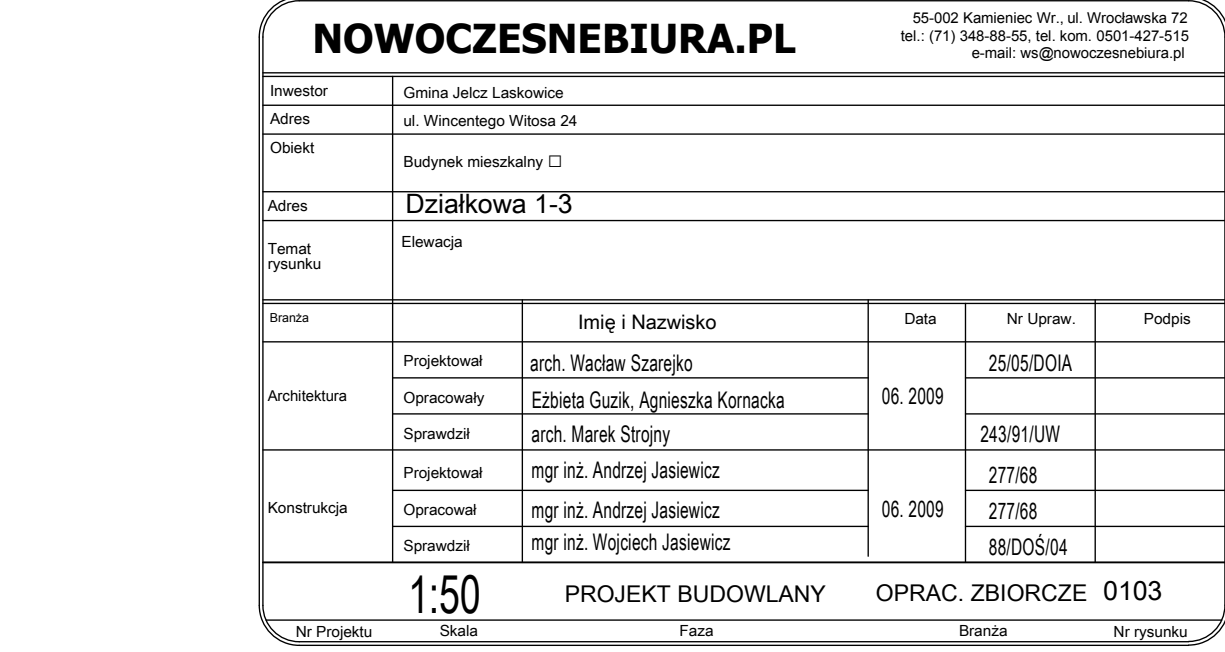 NOWOCZESNEBIURA.PL
55-002 Kamieniec Wr., ul. Wrocławska 72
tel.: (71) 348-88-55, tel. kom. 0501-427-515
e-mail: ws@nowoczesnebiura.pl
Inwestor Gmina Jelcz Laskowice
Adres ul. Wincentego Witosa 24
Obiekt Budynek mieszkalny □
Adres Działkowa 1-3
Temat rysunku Elewacja
Branża Imię i Nazwisko Data Nr Upraw. Podpis
Architektura
Projektował arch. Wacław Szarejko 25/05/DOIA
Opracowały Eżbieta Guzik, Agnieszka Kornacka 06. 2009
Sprawdził arch. Marek Strojny 243/91/UW
Konstrukcja
Projektował mgr inż. Andrzej Jasiewicz 277/68
Opracował mgr inż. Andrzej Jasiewicz 06. 2009 277/68
Sprawdził mgr inż. Wojciech Jasiewicz 88/DOŚ/04
1:50 PROJEKT BUDOWLANY OPRAC. ZBIORCZE 0103
Nr Projektu Skala Faza Branża Nr rysunku